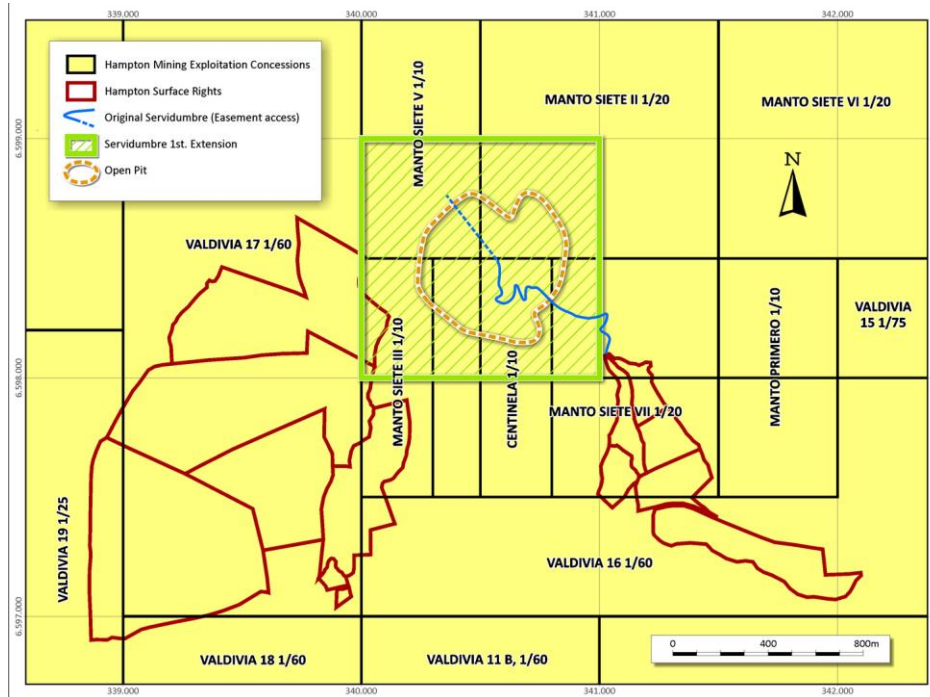 339.000
340.000
341.000
342.000
Hampton Mining Exploitation Concessions
Hampton Surface Rights
Original Servidumbre (Easement access)
Servidumbre 1st. Extension
Open Pit
MANTO SIETE V 1/10
MANTO SIETE II 1/20
MANTO SIETE VI 1/20
6.599.000
N
VALDIVIA 17 1/60
VALDIVIA
15 1/75
MANTO PRIMERO 1/10
MANTO SIETE III 1/10
CENTINELA 1/10
6.598.000
MANTO SIETE VII 1/20
VALDIVIA 19 1/25
VALDIVIA 16 1/60
6.597.000
VALDIVIA 18 1/60
VALDIVIA 11 B, 1/60
0 400 800m
339.000
340.000
341.000
342.000